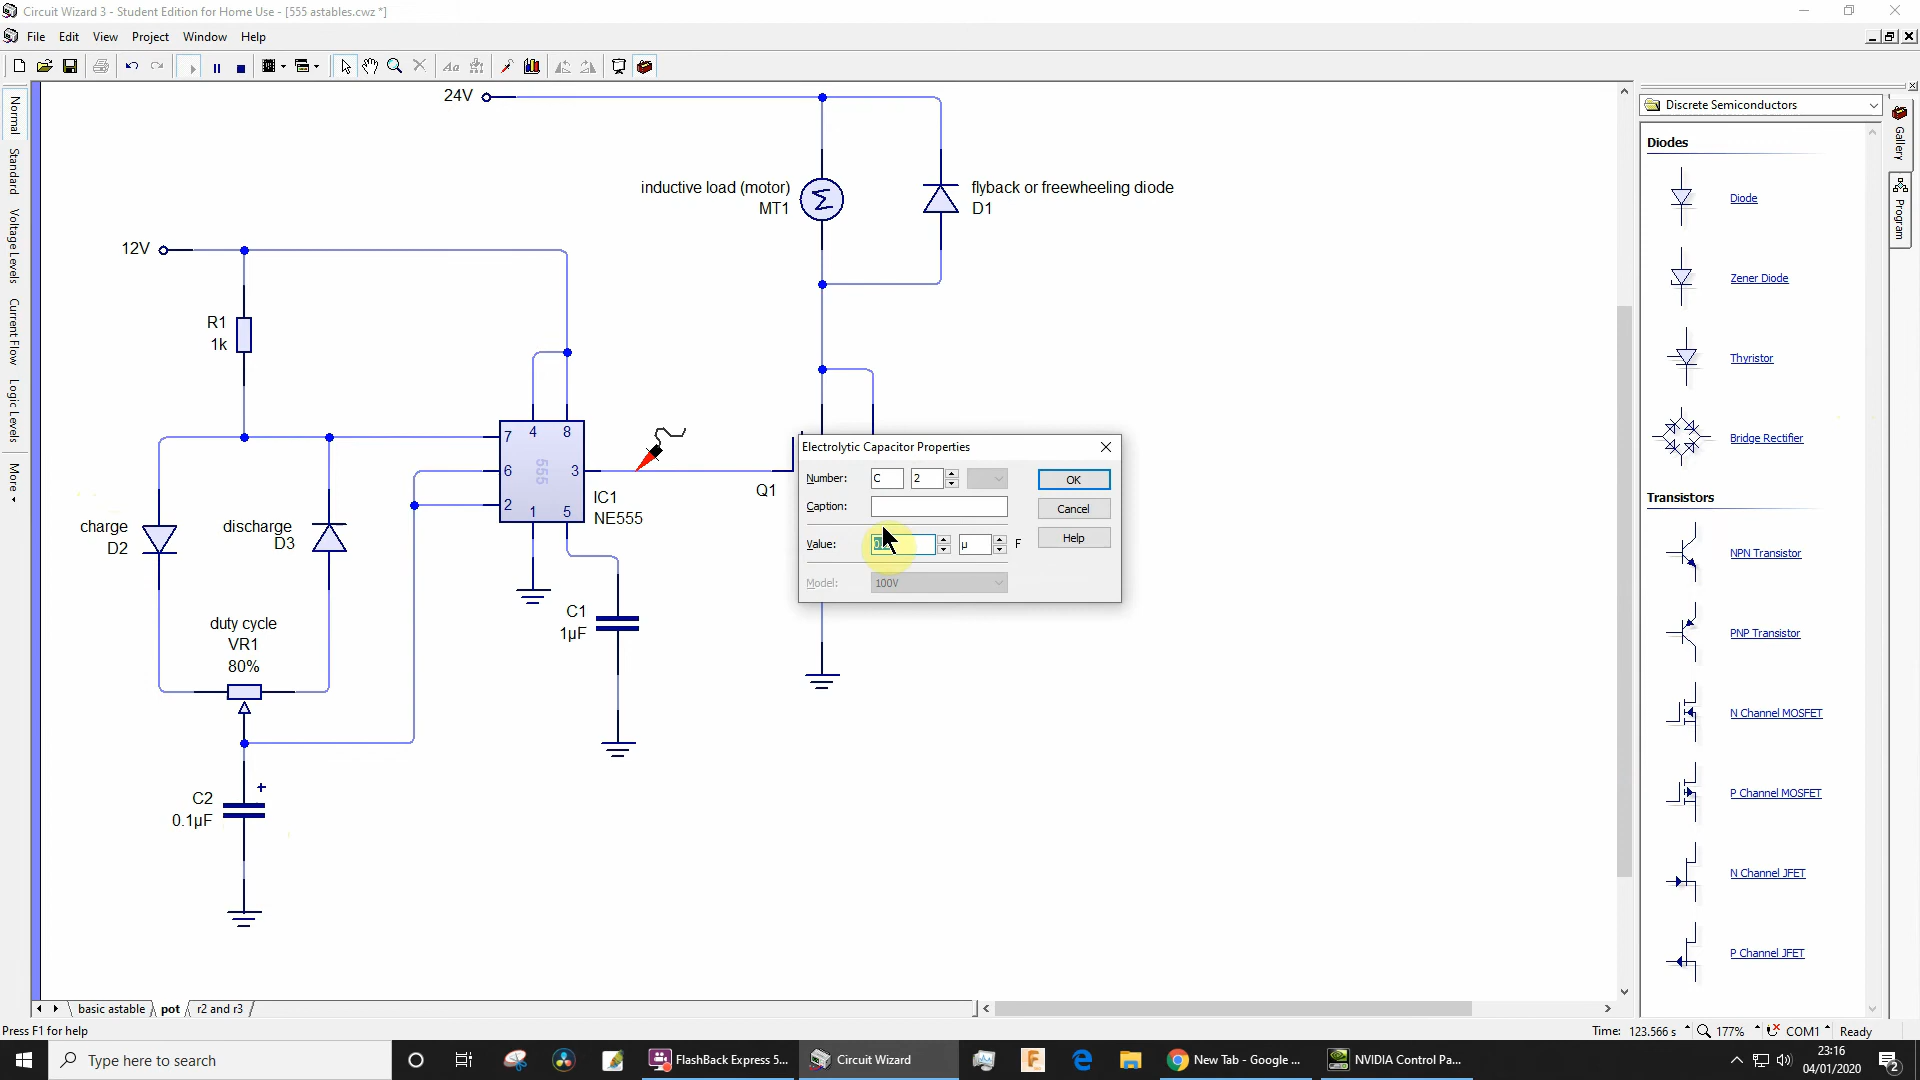 Circuit Wizard 3 - Student Edition for Home Use - [555 astables.cwz *]
File Edit View Project Window Help
Normal
Standard
Voltage Levels
Current Flow
Logic Levels
More
24V
inductive load (motor)
MT1
flyback or freewheeling diode
D1
12V
R1
1k
7 4 8
6 555 3
2 1 5
IC1
NE555
Q1
charge
D2
discharge
D3
duty cycle
VR1
80%
C1
1µF
C2
0.1µF
+
Electrolytic Capacitor Properties
Number: C 2
OK
Caption:
Cancel
Value: µ F
Help
Model: 100V
Discrete Semiconductors
Gallery
Program
Diodes
Diode
Zener Diode
Thyristor
Bridge Rectifier
Transistors
NPN Transistor
PNP Transistor
N Channel MOSFET
P Channel MOSFET
N Channel JFET
P Channel JFET
basic astable pot r2 and r3
Press F1 for help
Time: 123.566 s 177% COM1 Ready
Type here to search
FlashBack Express 5...
Circuit Wizard
New Tab - Google ...
NVIDIA Control Pa...
23:16
04/01/2020
2